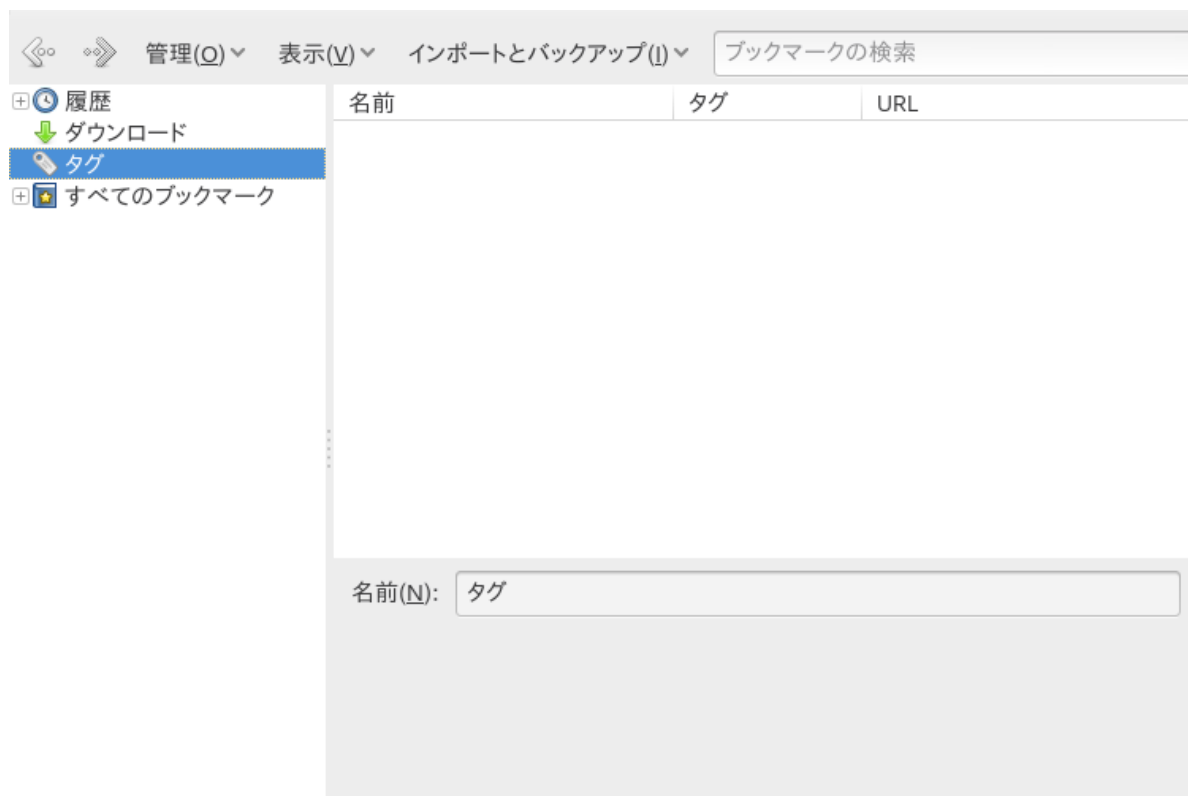 管理(O) 表示(V) インポートとバックアップ(I) ブックマークの検索
履歴
ダウンロード
タグ
すべてのブックマーク
名前 タグ URL
名前(N): タグ